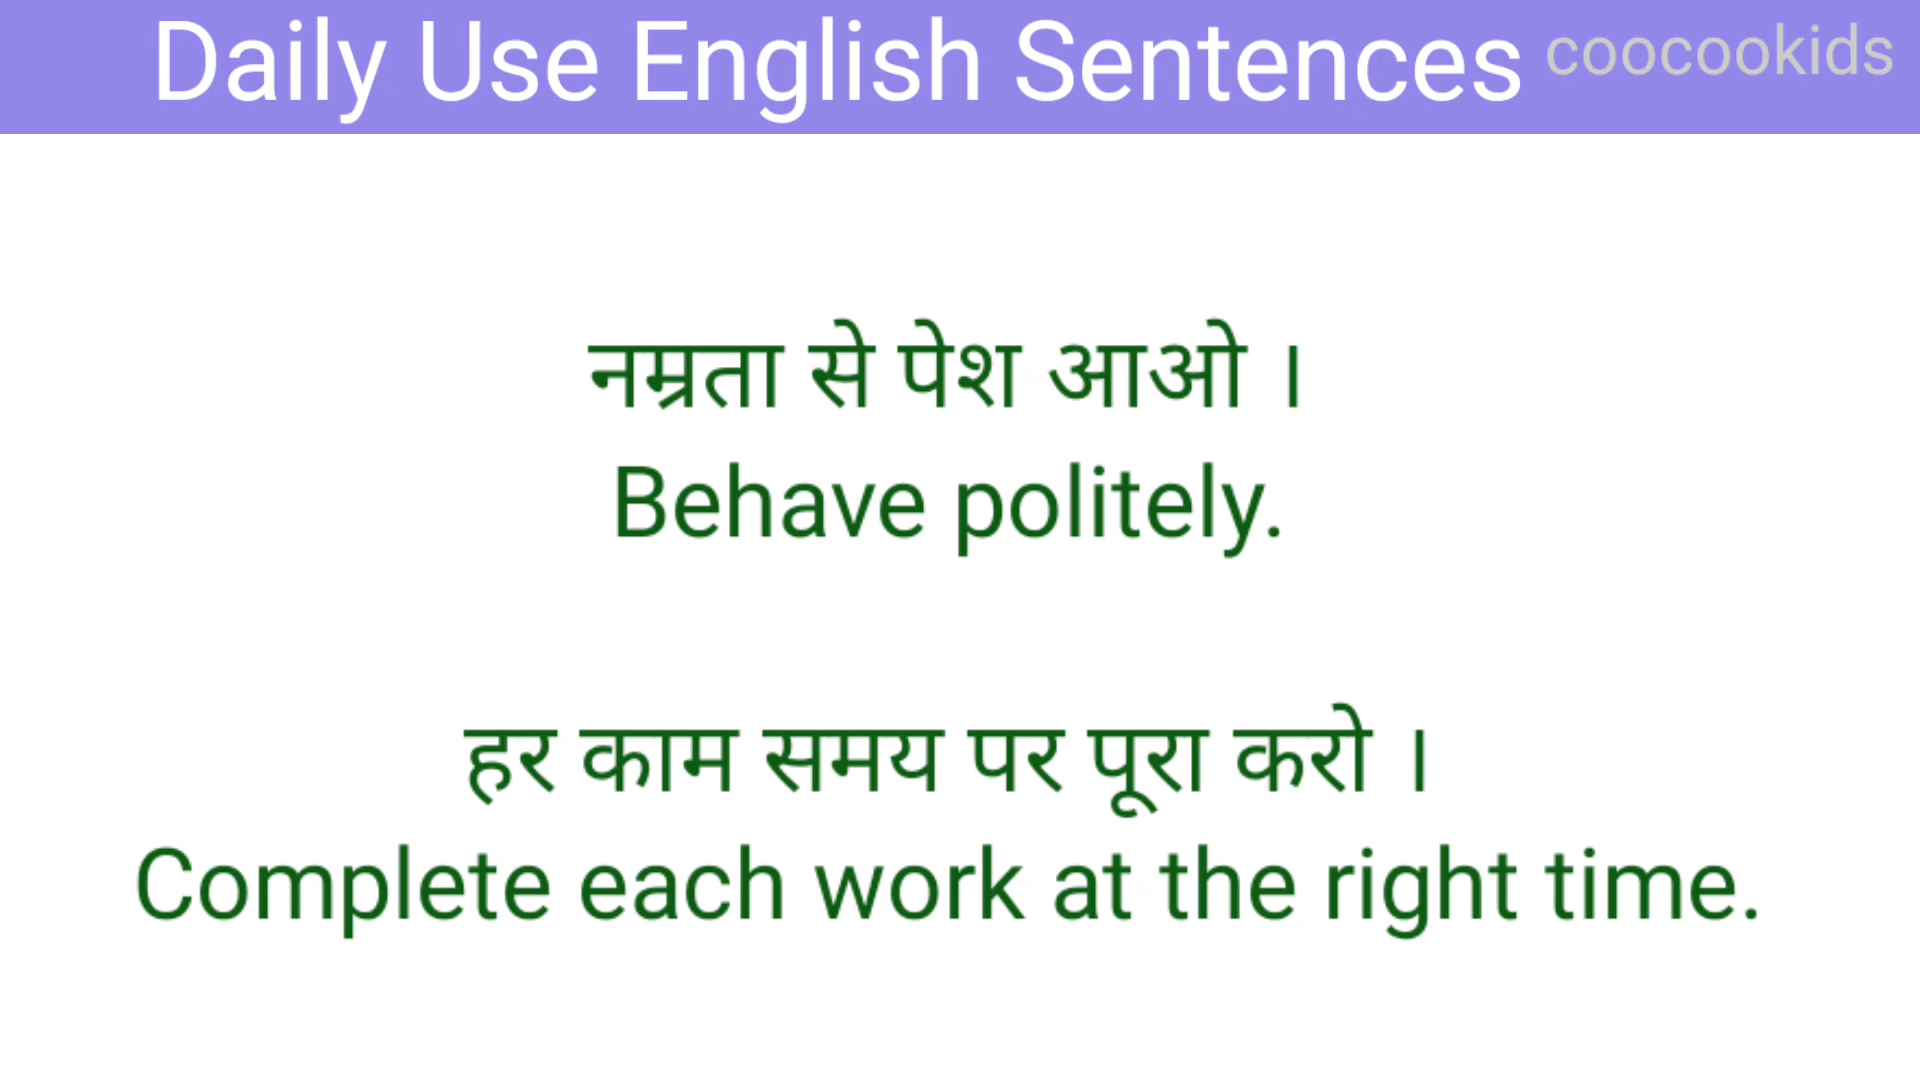 Daily Use English Sentences coocookids
नम्रता से पेश आओ ।
Behave politely.
हर काम समय पर पूरा करो ।
Complete each work at the right time.